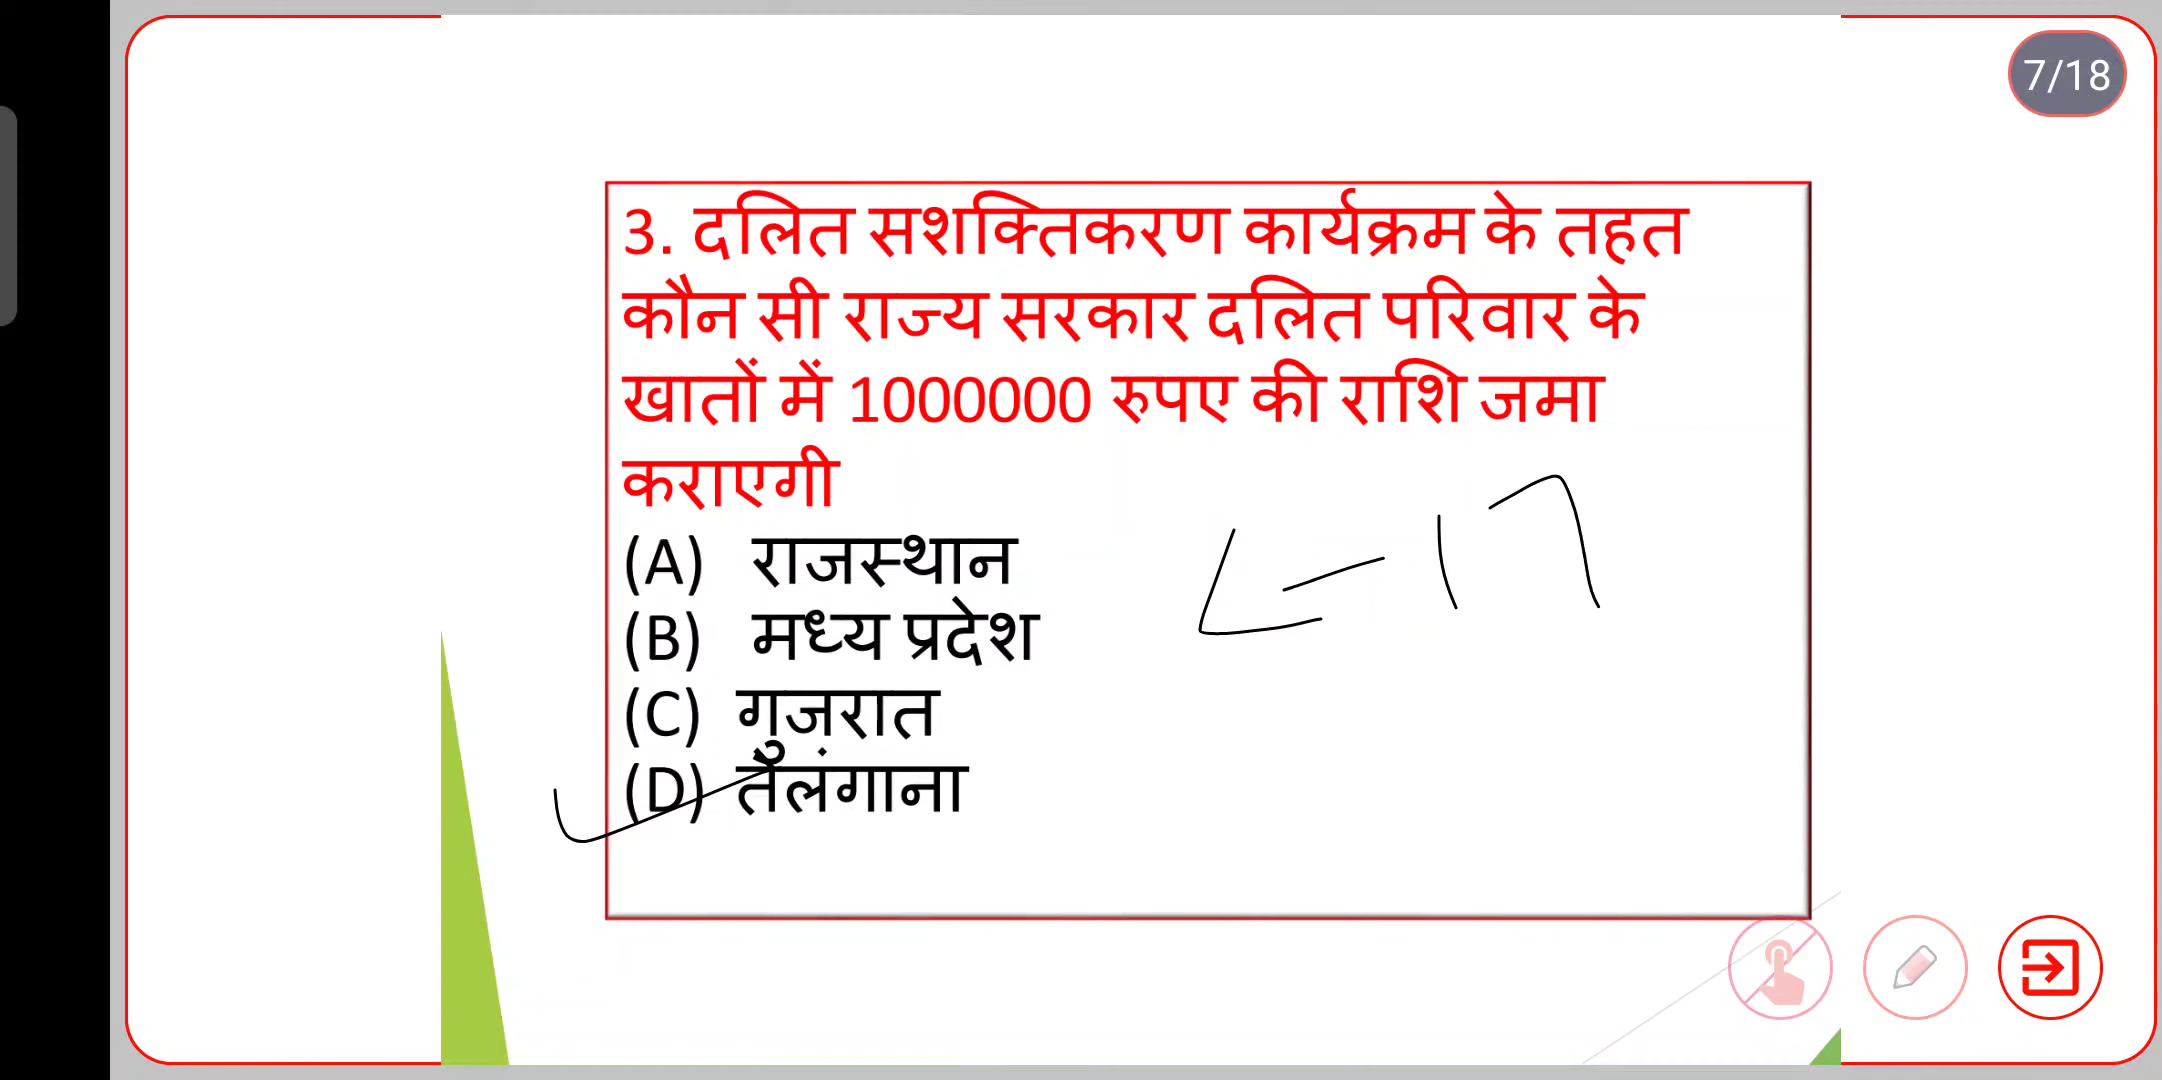 7/18
3. दलित सशक्तिकरण कार्यक्रम के तहत
कौन सी राज्य सरकार दलित परिवार के
खातों में 1000000 रुपए की राशि जमा
कराएगी
(A) राजस्थान
(B) मध्य प्रदेश
(C) गुजरात
(D) तेलंगाना